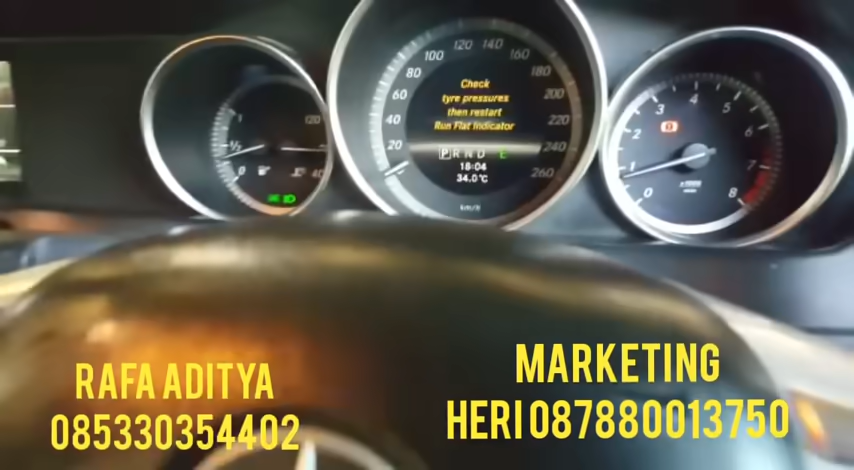 1
1/2
0
120
40
20
40
60
80
100
120
140
160
180
200
220
240
260
Check
tyre pressures
then restart
Run Flat Indicator
P R N D E
18:04
34.0°C
km/h
0
1
2
3
4
5
6
7
8
RAFA ADITYA
085330354402
MARKETING
HERI 087880013750